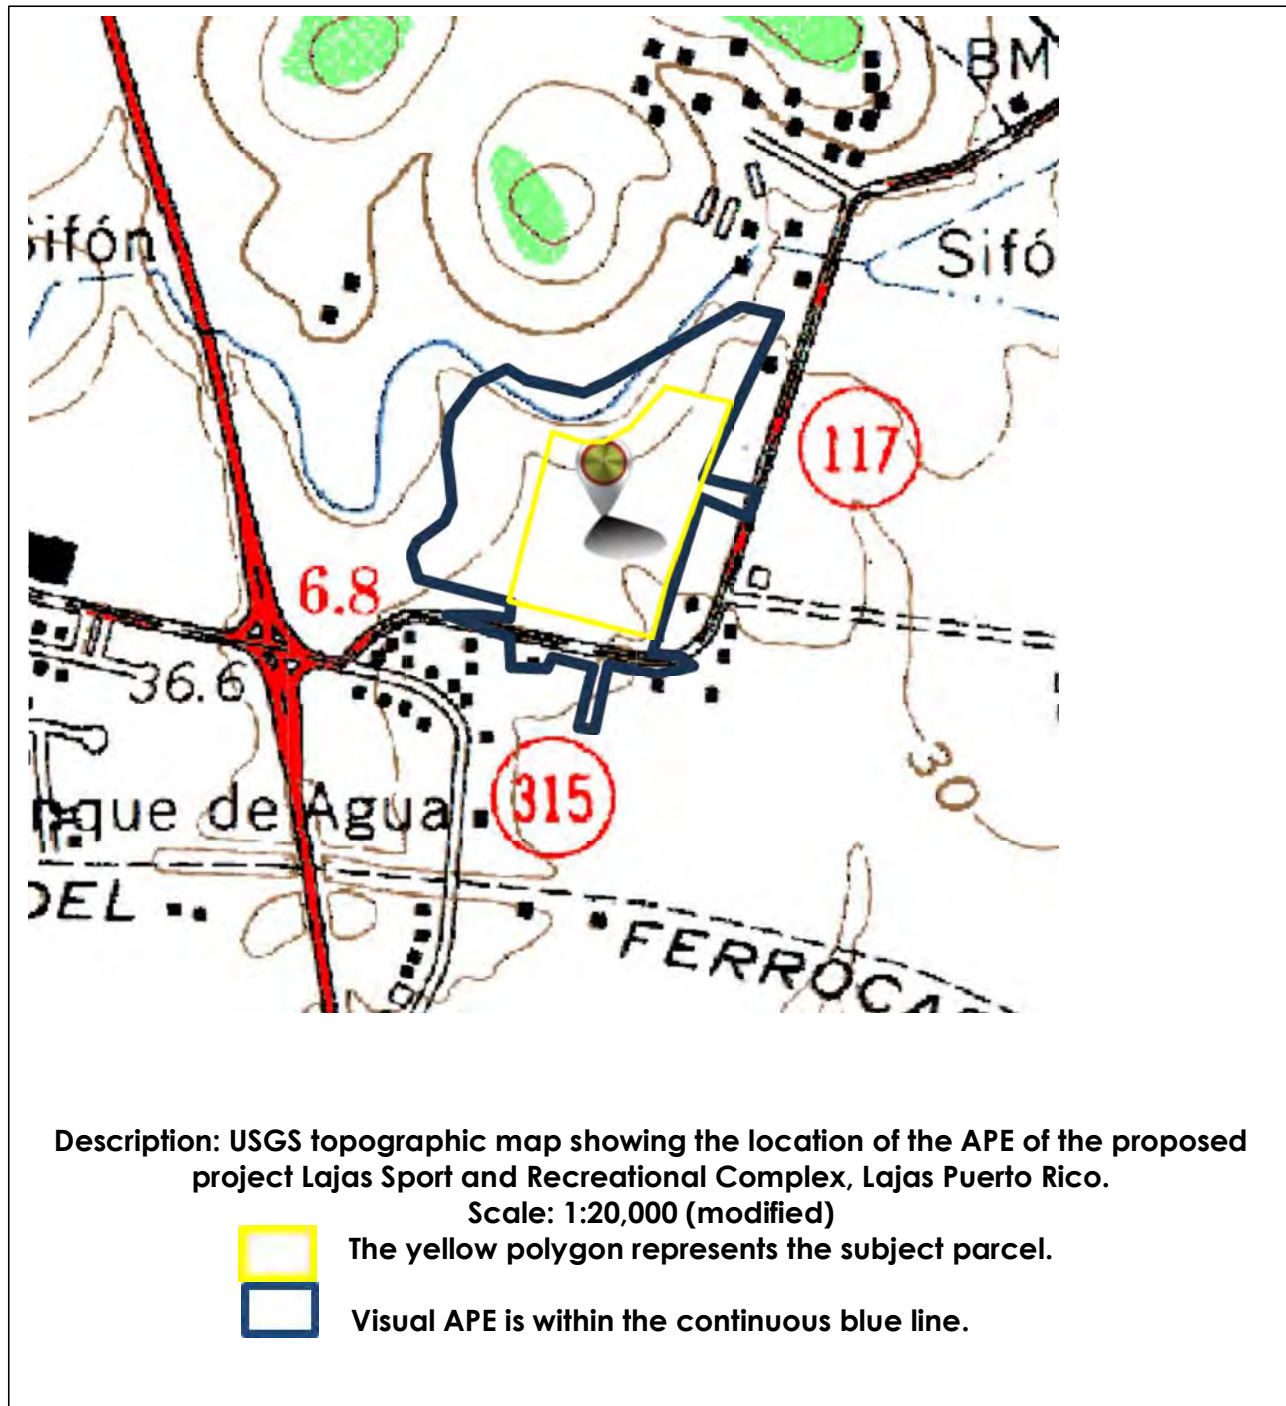 BM
Sifón
Sifó
117
6.8
36.6
315
30
nque de Agua
DEL
FERROCA
Description: USGS topographic map showing the location of the APE of the proposed
project Lajas Sport and Recreational Complex, Lajas Puerto Rico.
Scale: 1:20,000 (modified)
The yellow polygon represents the subject parcel.
Visual APE is within the continuous blue line.